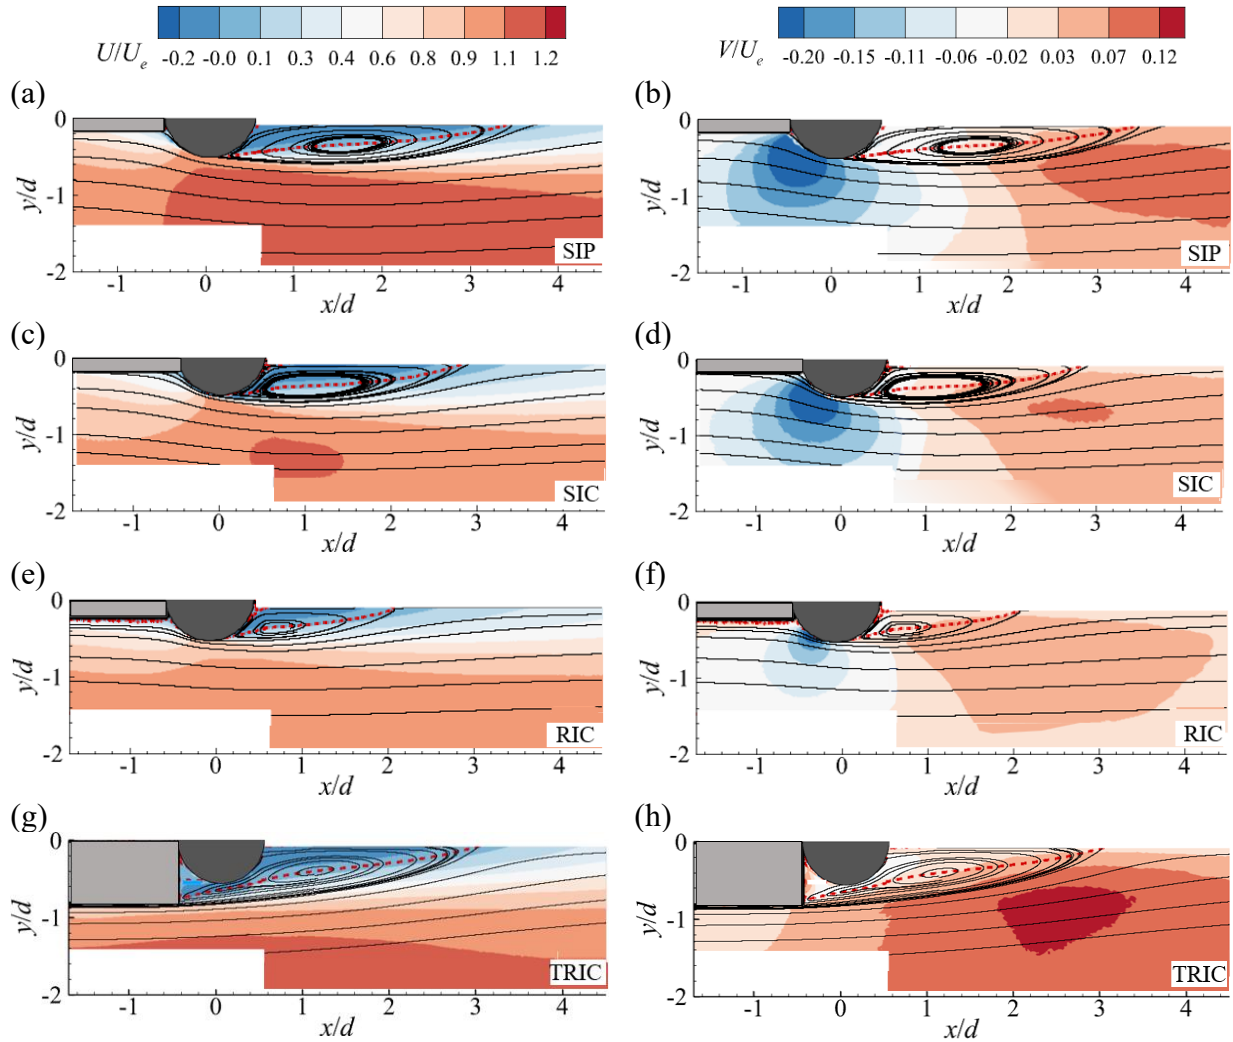 U/Ue -0.2 -0.0 0.1 0.3 0.4 0.6 0.8 0.9 1.1 1.2
V/Ue -0.20 -0.15 -0.11 -0.06 -0.02 0.03 0.07 0.12
(a)
0
-1
-2
y/d
SIP
-1 0 1 2 3 4
x/d
(b)
0
-1
-2
y/d
SIP
-1 0 1 2 3 4
x/d
(c)
0
-1
-2
y/d
SIC
-1 0 1 2 3 4
x/d
(d)
0
-1
-2
y/d
SIC
-1 0 1 2 3 4
x/d
(e)
0
-1
-2
y/d
RIC
-1 0 1 2 3 4
x/d
(f)
0
-1
-2
y/d
RIC
-1 0 1 2 3 4
x/d
(g)
0
-1
-2
y/d
TRIC
-1 0 1 2 3 4
x/d
(h)
0
-1
-2
y/d
TRIC
-1 0 1 2 3 4
x/d